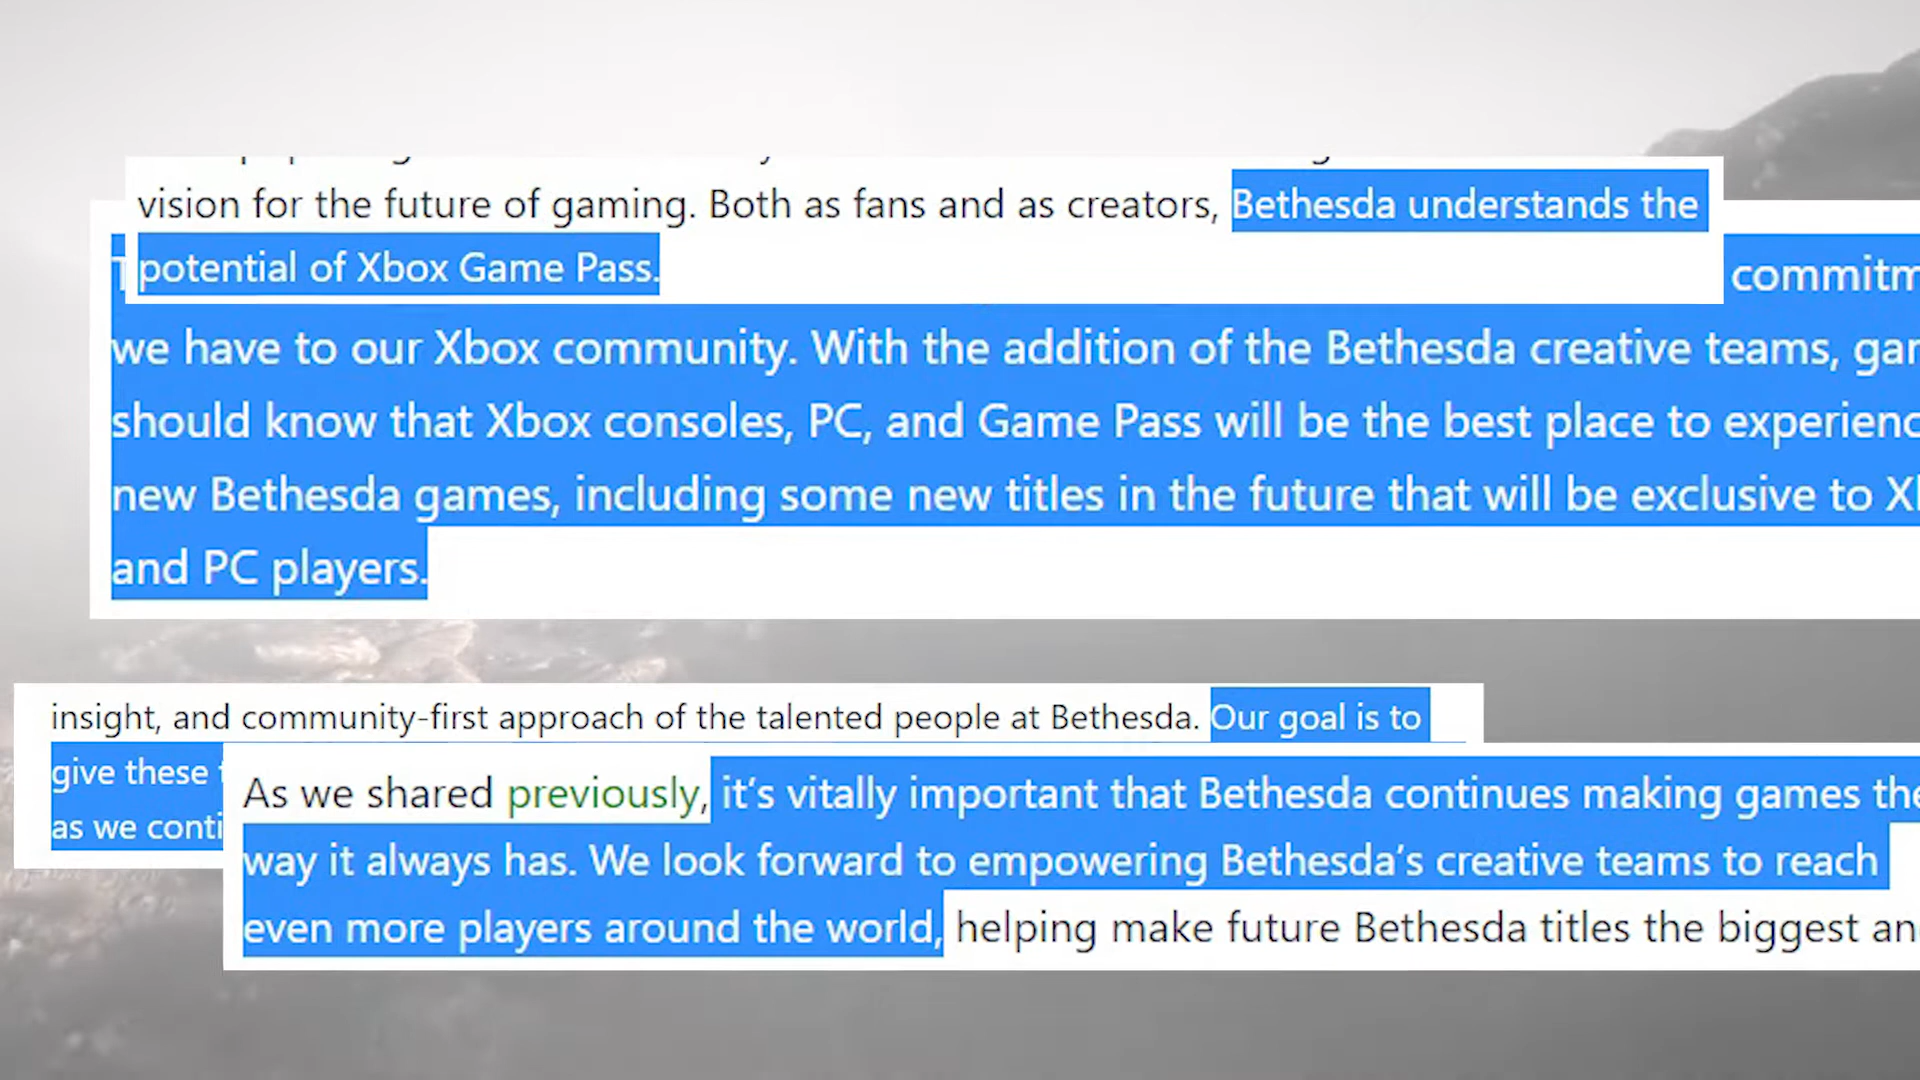 vision for the future of gaming. Both as fans and as creators, Bethesda understands the
potential of Xbox Game Pass.
we have to our Xbox community. With the addition of the Bethesda creative teams,
should know that Xbox consoles, PC, and Game Pass will be the best place to
new Bethesda games, including some new titles in the future that will be exclusive to
and PC players.
insight, and community-first approach of the talented people at Bethesda. Our goal is to
give these
as we
As we shared previously, it's vitally important that Bethesda continues making games
way it always has. We look forward to empowering Bethesda's creative teams to reach
even more players around the world, helping make future Bethesda titles the biggest